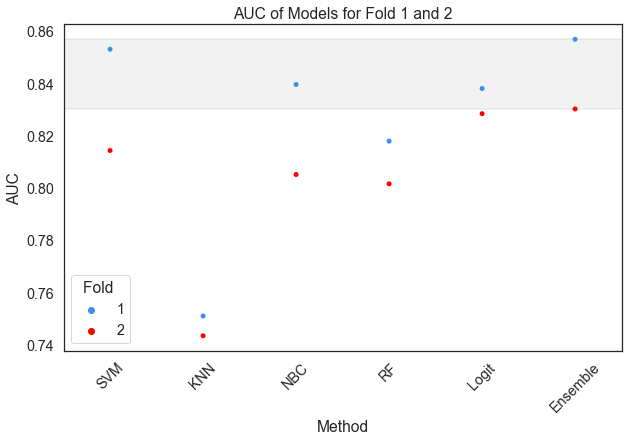 AUC of Models for Fold 1 and 2
AUC
0.86
0.84
0.82
0.80
0.78
0.76
0.74
Fold
1
2
SVM
KNN
NBC
RF
Logit
Ensemble
Method